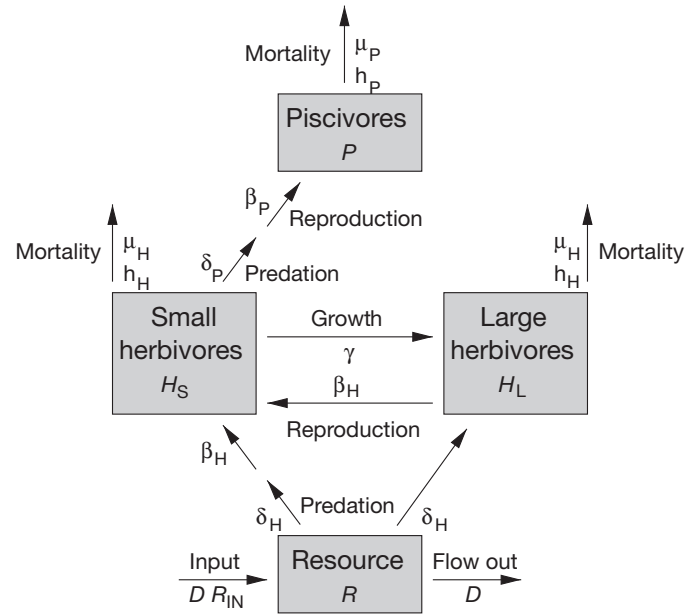 Mortality
μP
hP
Piscivores
P
βP
Reproduction
δP
Predation
Mortality
μH
hH
μH
hH
Mortality
Small
herbivores
HS
Growth
γ
βH
Reproduction
Large
herbivores
HL
βH
Predation
δH
δH
Input
D RIN
Resource
R
Flow out
D